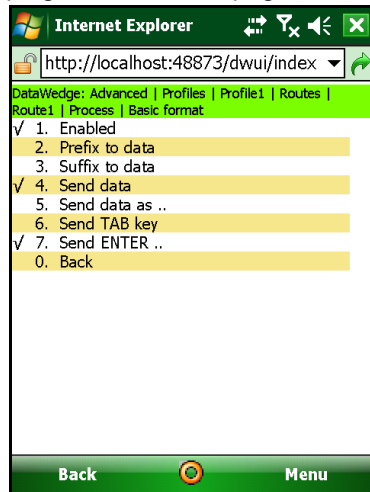 Internet Explorer
http://localhost:48873/dwui/index
DataWedge: Advanced | Profiles | Profile1 | Routes |
Route1 | Process | Basic format
√ 1. Enabled
2. Prefix to data
3. Suffix to data
√ 4. Send data
5. Send data as ..
6. Send TAB key
√ 7. Send ENTER ..
0. Back
Back Menu